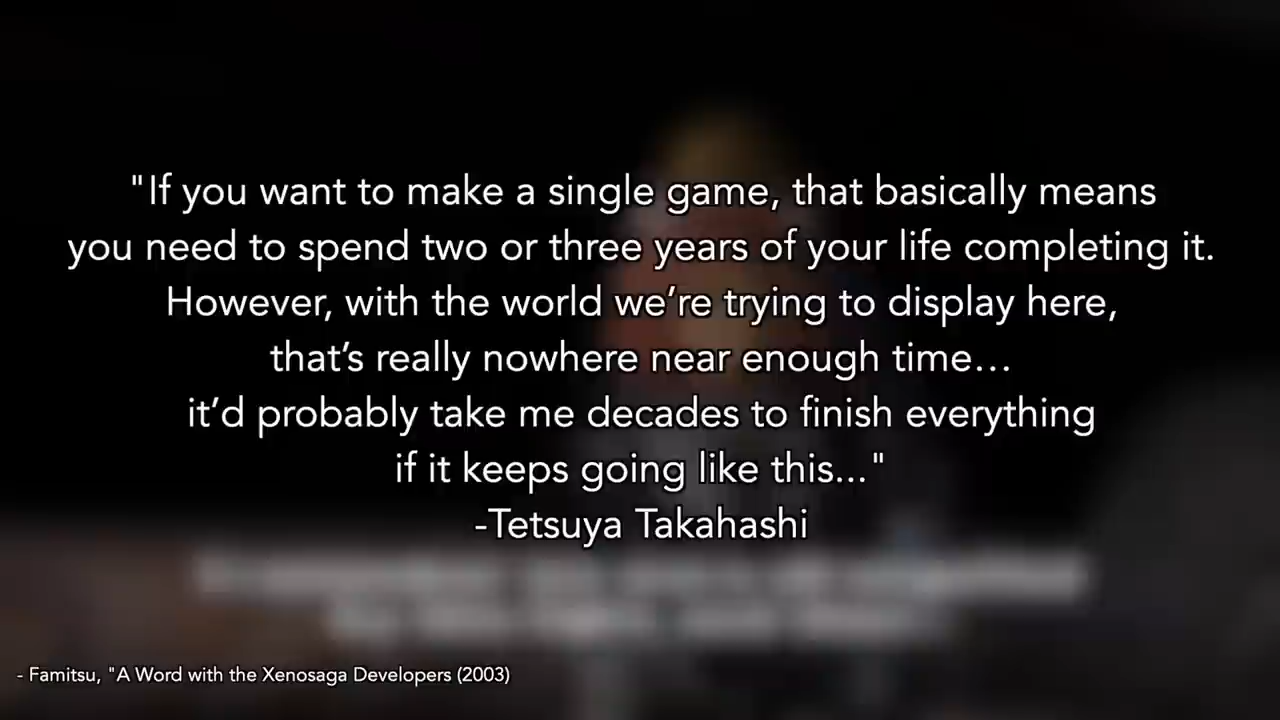 "If you want to make a single game, that basically means
you need to spend two or three years of your life completing it.
However, with the world we’re trying to display here,
that’s really nowhere near enough time…
it’d probably take me decades to finish everything
if it keeps going like this..."
-Tetsuya Takahashi
- Famitsu, "A Word with the Xenosaga Developers (2003)